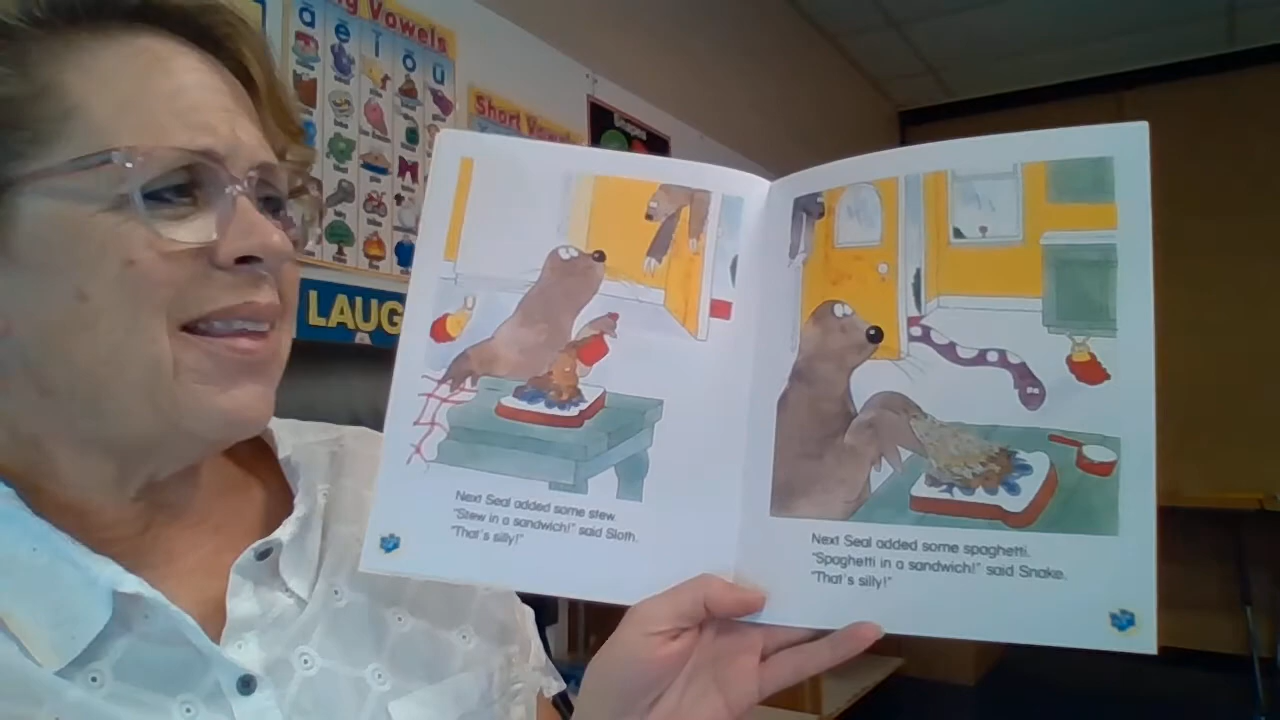 ng Vowels
ā ē ī ō ū
Short Vowels
LAUG
Next Seal added some stew.
"Stew in a sandwich!" said Sloth.
"That's silly!"
Next Seal added some spaghetti.
"Spaghetti in a sandwich!" said Snake.
"That's silly!"